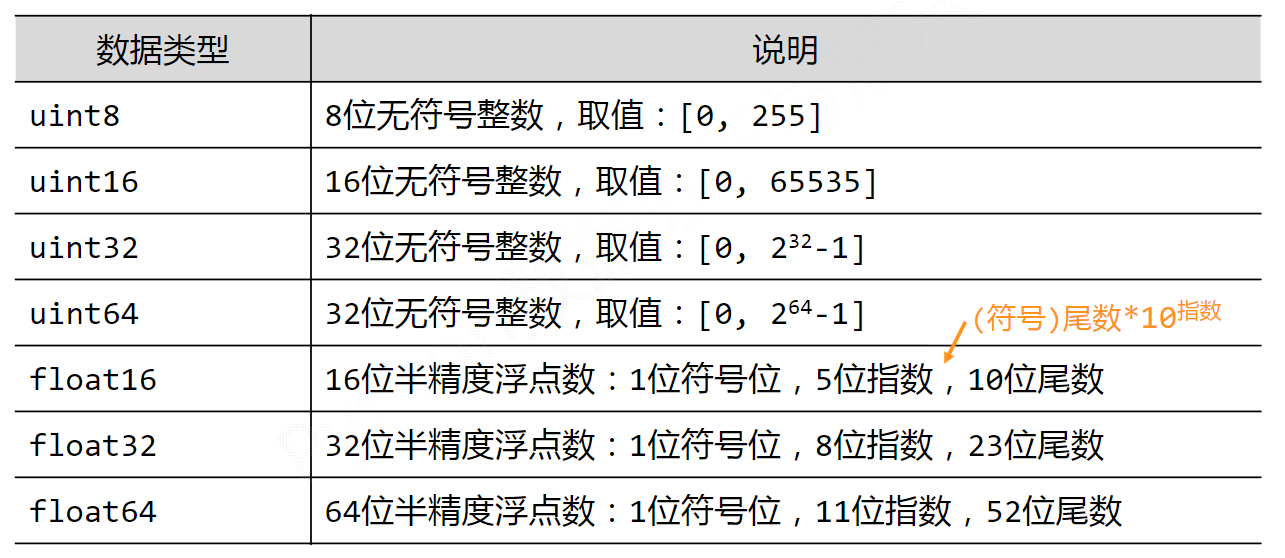 数据类型 说明
uint8 8位无符号整数，取值：[0, 255]
uint16 16位无符号整数，取值：[0, 65535]
uint32 32位无符号整数，取值：[0, 2³²-1]
uint64 32位无符号整数，取值：[0, 2⁶⁴-1]
(符号)尾数*10^指数
float16 16位半精度浮点数：1位符号位，5位指数，10位尾数
float32 32位半精度浮点数：1位符号位，8位指数，23位尾数
float64 64位半精度浮点数：1位符号位，11位指数，52位尾数